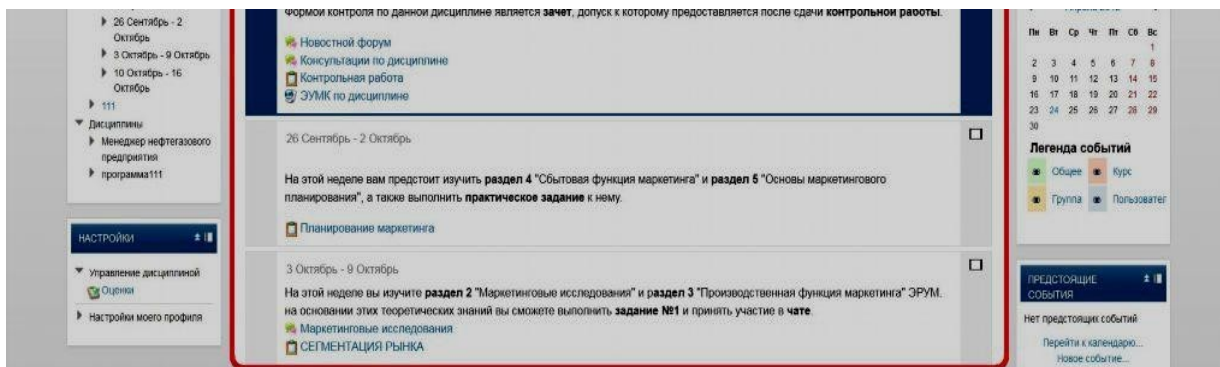 26 Сентябрь - 2
Октябрь
3 Октябрь - 9 Октябрь
10 Октябрь - 16
Октябрь
111
Дисциплины
Менеджер нефтегазового
предприятия
программа111
НАСТРОЙКИ
Управление дисциплиной
Оценки
Настройки моего профиля
Формой контроля по данной дисциплине является зачет, допуск к которому предоставляется после сдачи контрольной работы.
Новостной форум
Консультации по дисциплине
Контрольная работа
ЭУМК по дисциплине
26 Сентябрь - 2 Октябрь
На этой неделе вам предстоит изучить раздел 4 "Сбытовая функция маркетинга" и раздел 5 "Основы маркетингового
планирования", а также выполнить практическое задание к нему.
Планирование маркетинга
3 Октябрь - 9 Октябрь
На этой неделе вы изучите раздел 2 "Маркетинговые исследования" и раздел 3 "Производственная функция маркетинга" ЭРУМ.
на основании этих теоретических знаний вы сможете выполнить задание №1 и принять участие в чате.
Маркетинговые исследования
СЕГМЕНТАЦИЯ РЫНКА
Пн Вт Ср Чт Пт Сб Вс
1
2 3 4 5 6 7 8
9 10 11 12 13 14 15
16 17 18 19 20 21 22
23 24 25 26 27 28 29
30
Легенда событий
Общее Курс
Группа Пользовател
ПРЕДСТОЯЩИЕ
СОБЫТИЯ
Нет предстоящих событий
Перейти к календарю...
Новое событие...